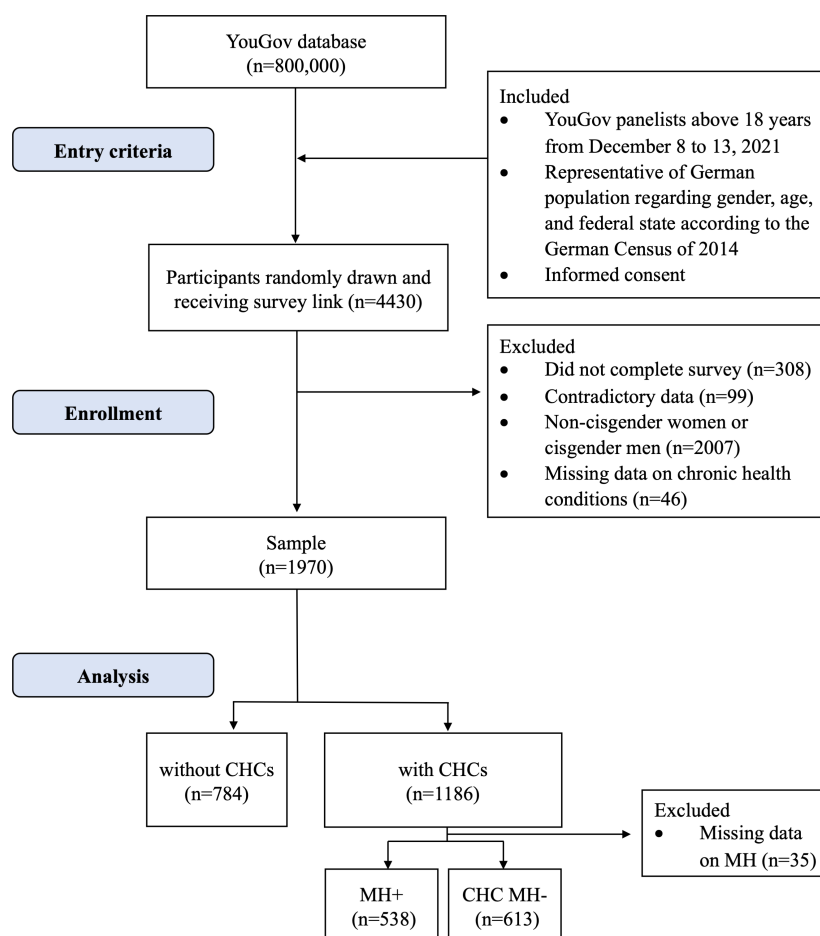 YouGov database
(n=800,000)
Included
● YouGov panelists above 18 years
from December 8 to 13, 2021
● Representative of German
population regarding gender, age,
and federal state according to the
German Census of 2014
● Informed consent
Entry criteria
Participants randomly drawn and
receiving survey link (n=4430)
Excluded
● Did not complete survey (n=308)
● Contradictory data (n=99)
● Non-cisgender women or
cisgender men (n=2007)
● Missing data on chronic health
conditions (n=46)
Enrollment
Sample
(n=1970)
Analysis
without CHCs
(n=784)
with CHCs
(n=1186)
Excluded
● Missing data
on MH (n=35)
MH+
(n=538)
CHC MH-
(n=613)